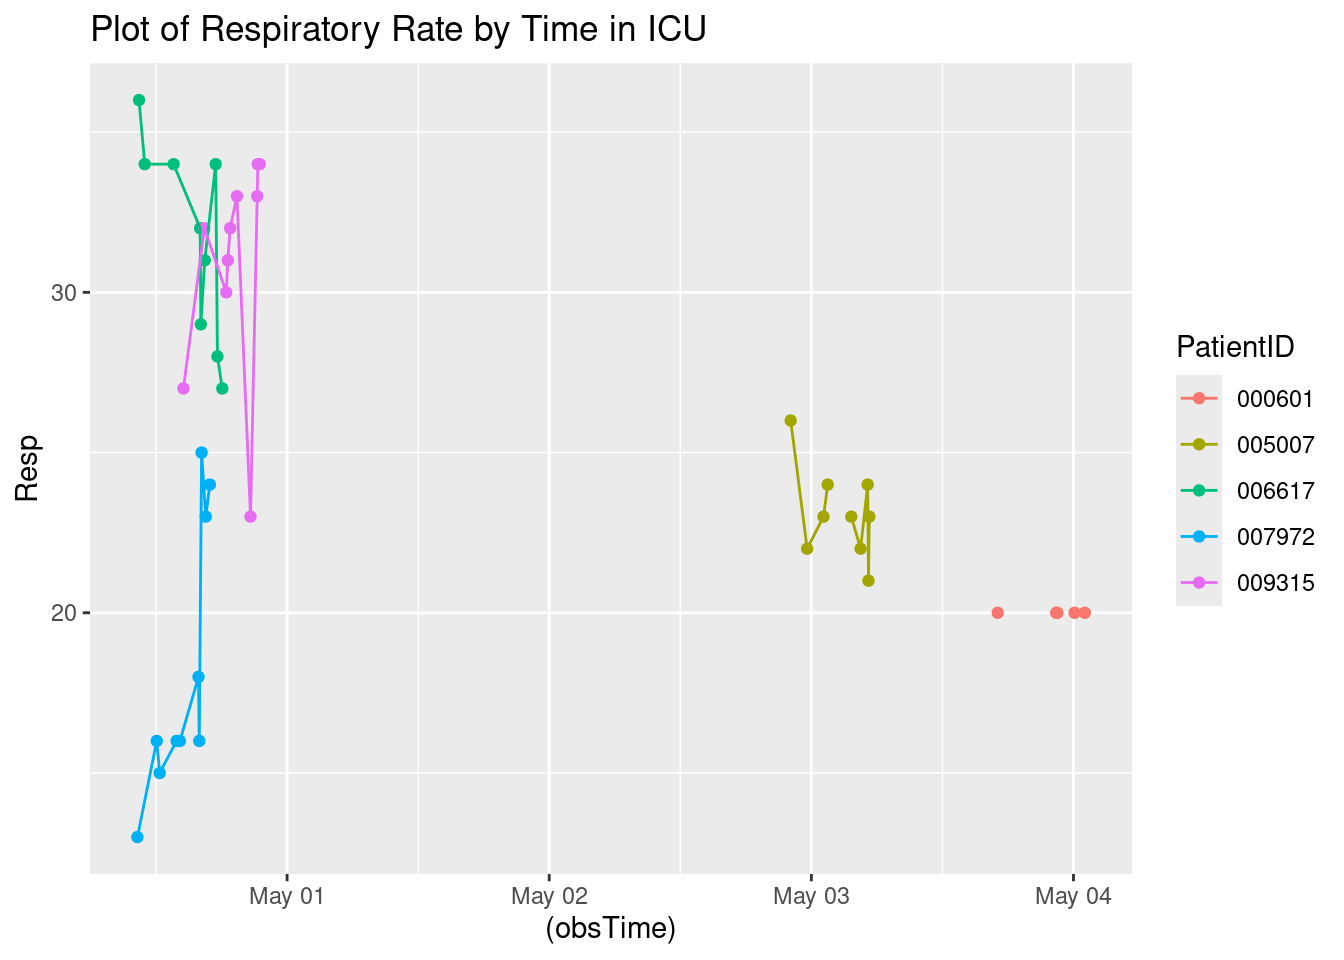 Plot of Respiratory Rate by Time in ICU
30
20
Resp
May 01
May 02
May 03
May 04
(obsTime)
PatientID
000601
005007
006617
007972
009315